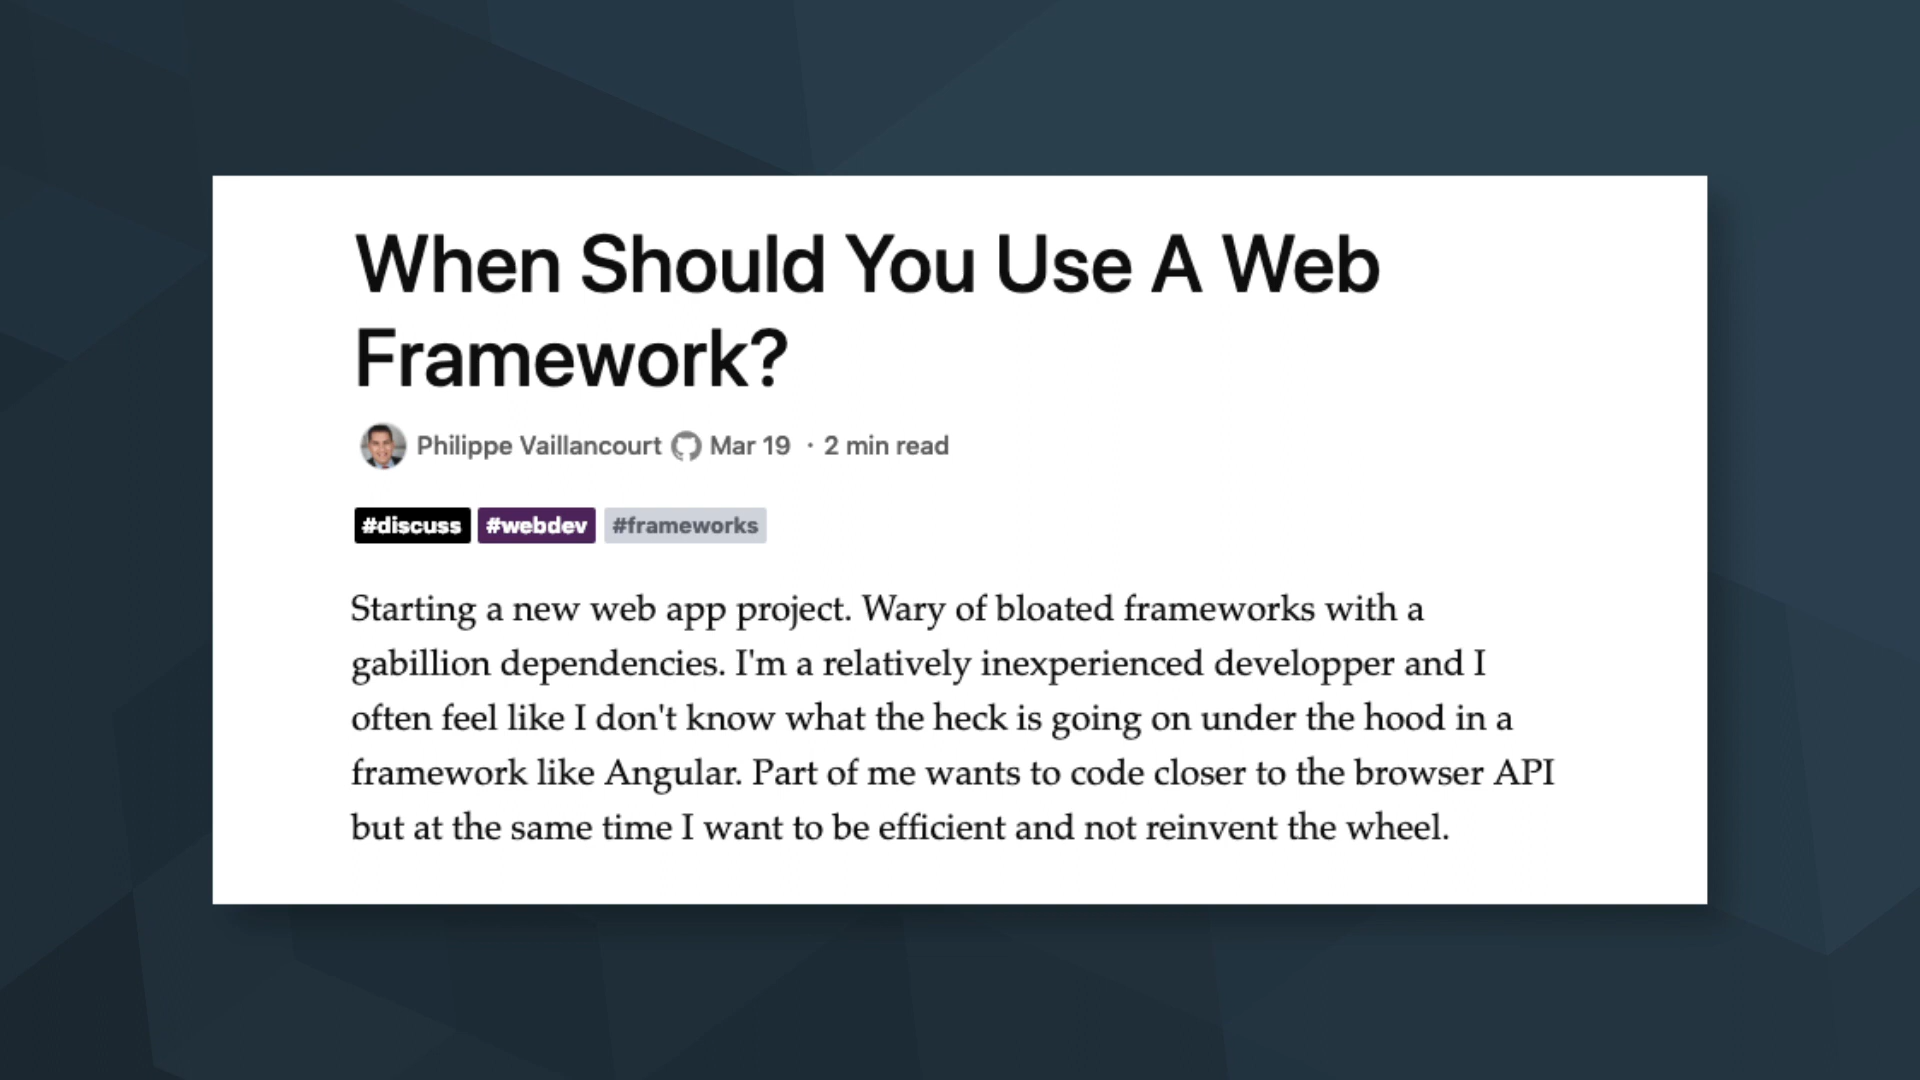 When Should You Use A Web
Framework?
Philippe Vaillancourt Mar 19 · 2 min read
#discuss #webdev #frameworks
Starting a new web app project. Wary of bloated frameworks with a
gabillion dependencies. I'm a relatively inexperienced developper and I
often feel like I don't know what the heck is going on under the hood in a
framework like Angular. Part of me wants to code closer to the browser API
but at the same time I want to be efficient and not reinvent the wheel.